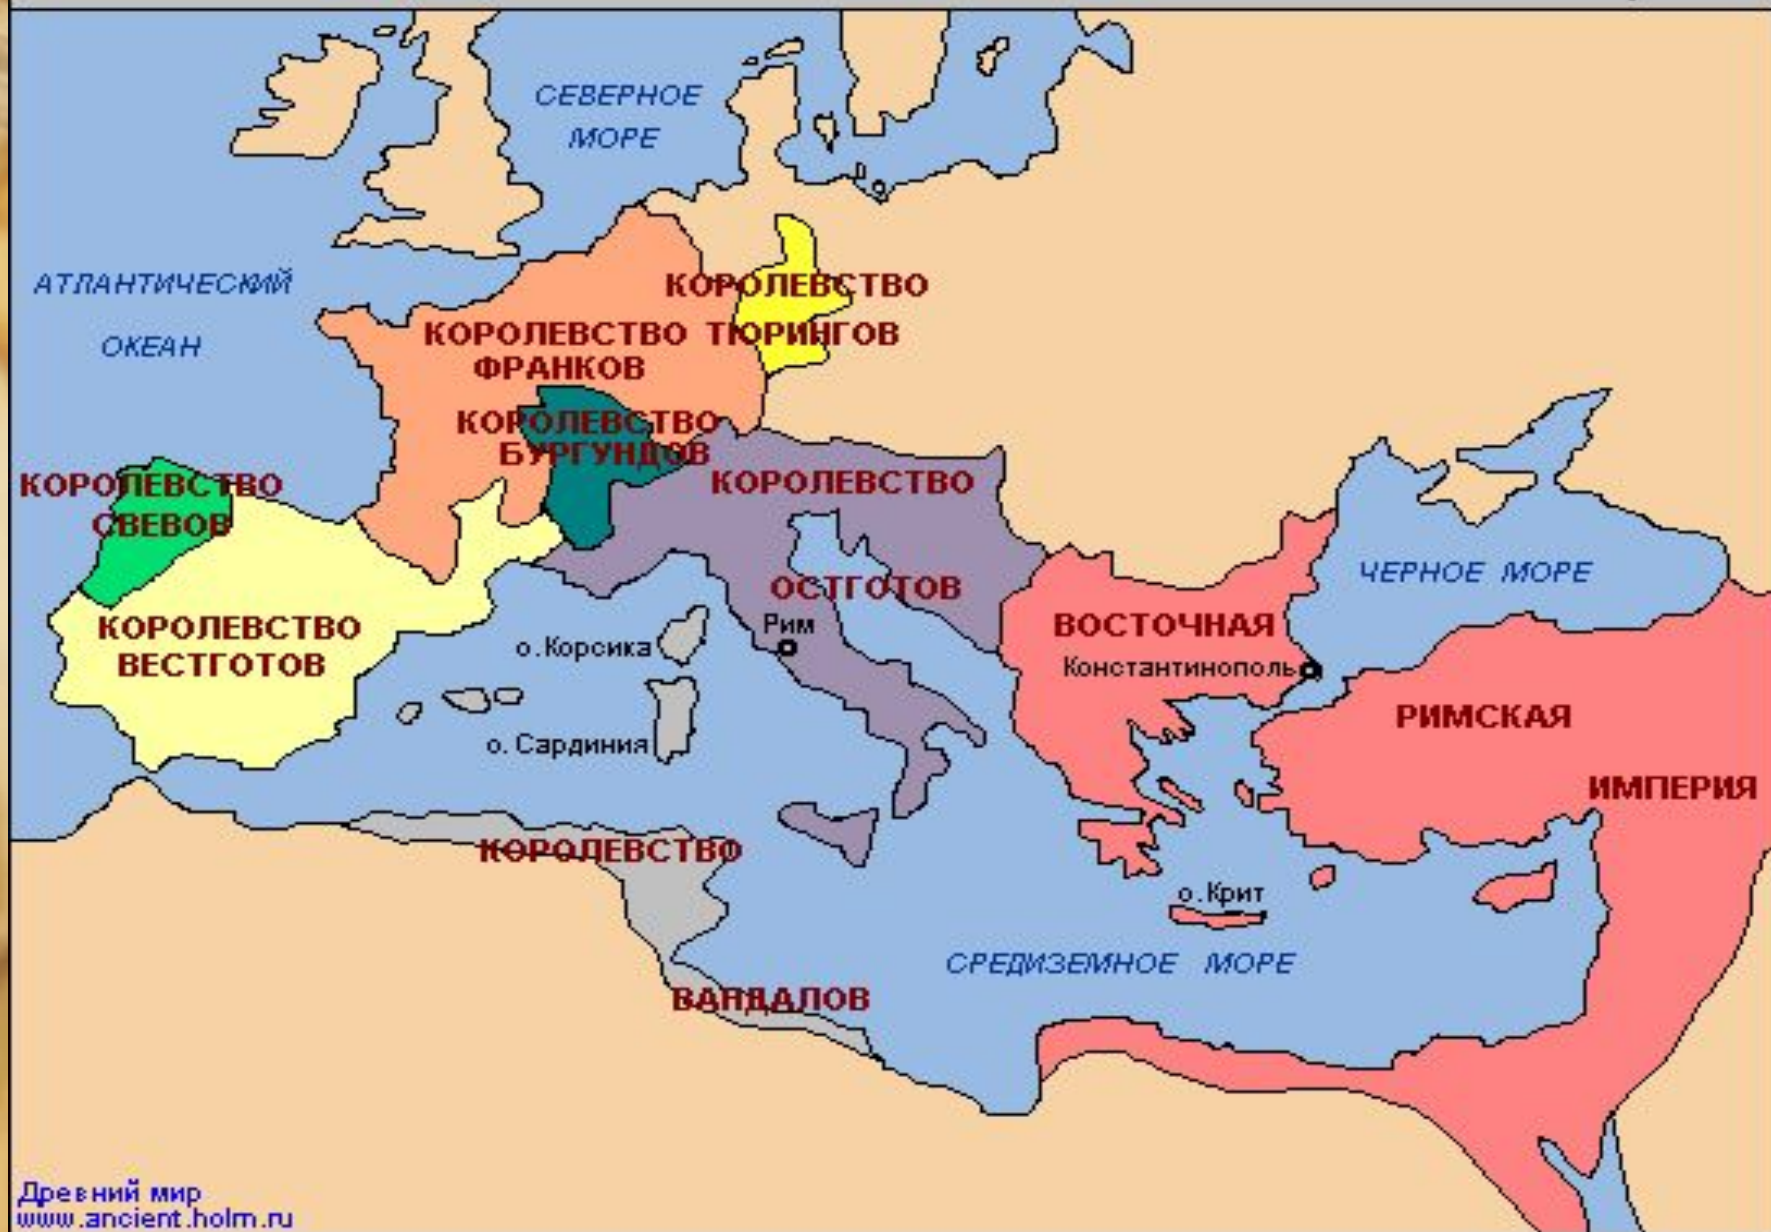 СЕВЕРНОЕ
МОРЕ
АТЛАНТИЧЕСКИЙ
ОКЕАН
КОРОЛЕВСТВО
ТЮРИНГОВ
КОРОЛЕВСТВО
ФРАНКОВ
КОРОЛЕВСТВО
БУРГУНДОВ
КОРОЛЕВСТВО
СВЕВОВ
КОРОЛЕВСТВО
ОСТГОТОВ
ЧЕРНОЕ МОРЕ
КОРОЛЕВСТВО
ВЕСТГОТОВ
о.Корсика
Рим
ВОСТОЧНАЯ
Константинополь
РИМСКАЯ
ИМПЕРИЯ
о.Сардиния
КОРОЛЕВСТВО
ВАНДАЛОВ
о.Крит
СРЕДИЗЕМНОЕ МОРЕ
Древний мир
www.ancient.holm.ru